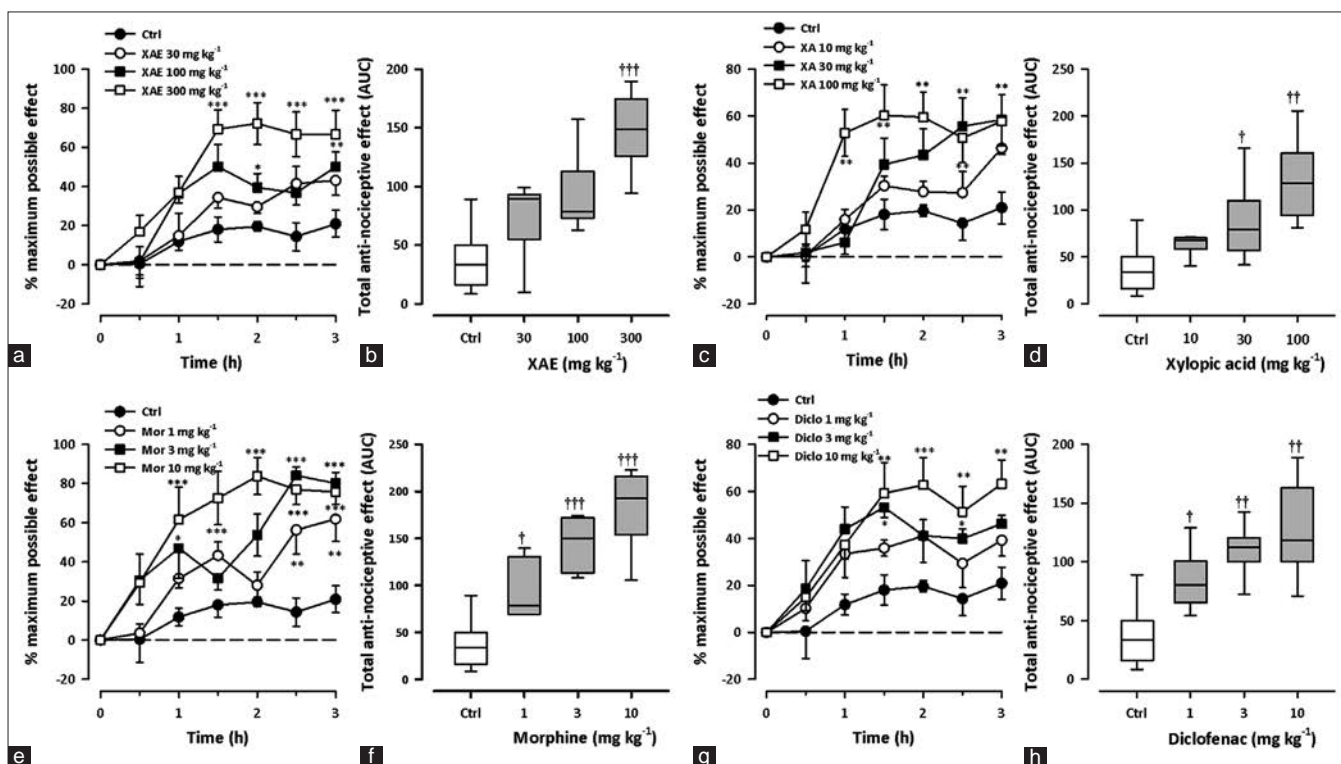 Ctrl
XAE 30 mg kg⁻¹
XAE 100 mg kg⁻¹
XAE 300 mg kg⁻¹
% maximum possible effect
100
80
60
40
20
0
-20
*** *** *** ***
* **
0 1 2 3
Time (h)
a
Total anti-nociceptive effect (AUC)
200
150
100
50
0
†††
Ctrl 30 100 300
XAE (mg kg⁻¹)
b
Ctrl
XA 10 mg kg⁻¹
XA 30 mg kg⁻¹
XA 100 mg kg⁻¹
% maximum possible effect
80
60
40
20
0
-20
** ** **
**
** **
0 1 2 3
Time (h)
c
Total anti-nociceptive effect (AUC)
250
200
150
100
50
0
† ††
Ctrl 10 30 100
Xylopic acid (mg kg⁻¹)
d
Ctrl
Mor 1 mg kg⁻¹
Mor 3 mg kg⁻¹
Mor 10 mg kg⁻¹
% maximum possible effect
100
80
60
40
20
0
-20
*** *** *** ***
* *** *** ***
** **
0 1 2 3
Time (h)
e
Total anti-nociceptive effect (AUC)
250
200
150
100
50
0
† ††† †††
Ctrl 1 3 10
Morphine (mg kg⁻¹)
f
Ctrl
Diclo 1 mg kg⁻¹
Diclo 3 mg kg⁻¹
Diclo 10 mg kg⁻¹
% maximum possible effect
80
60
40
20
0
-20
** *** ** **
* *
0 1 2 3
Time (h)
g
Total anti-nociceptive effect (AUC)
200
150
100
50
0
† †† ††
Ctrl 1 3 10
Diclofenac (mg kg⁻¹)
h